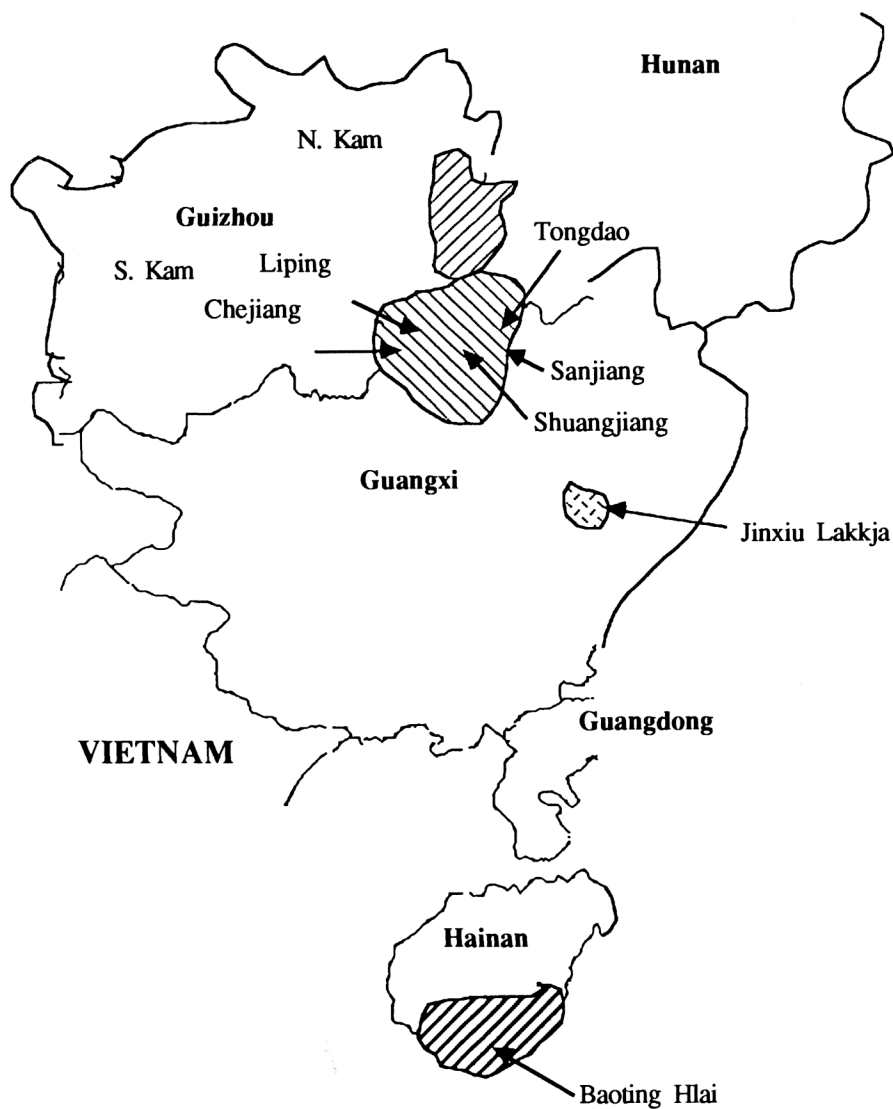 Hunan
N. Kam
Guizhou
Tongdao
S. Kam
Liping
Chejiang
Sanjiang
Shuangjiang
Guangxi
Jinxiu Lakkja
Guangdong
VIETNAM
Hainan
Baoting Hlai